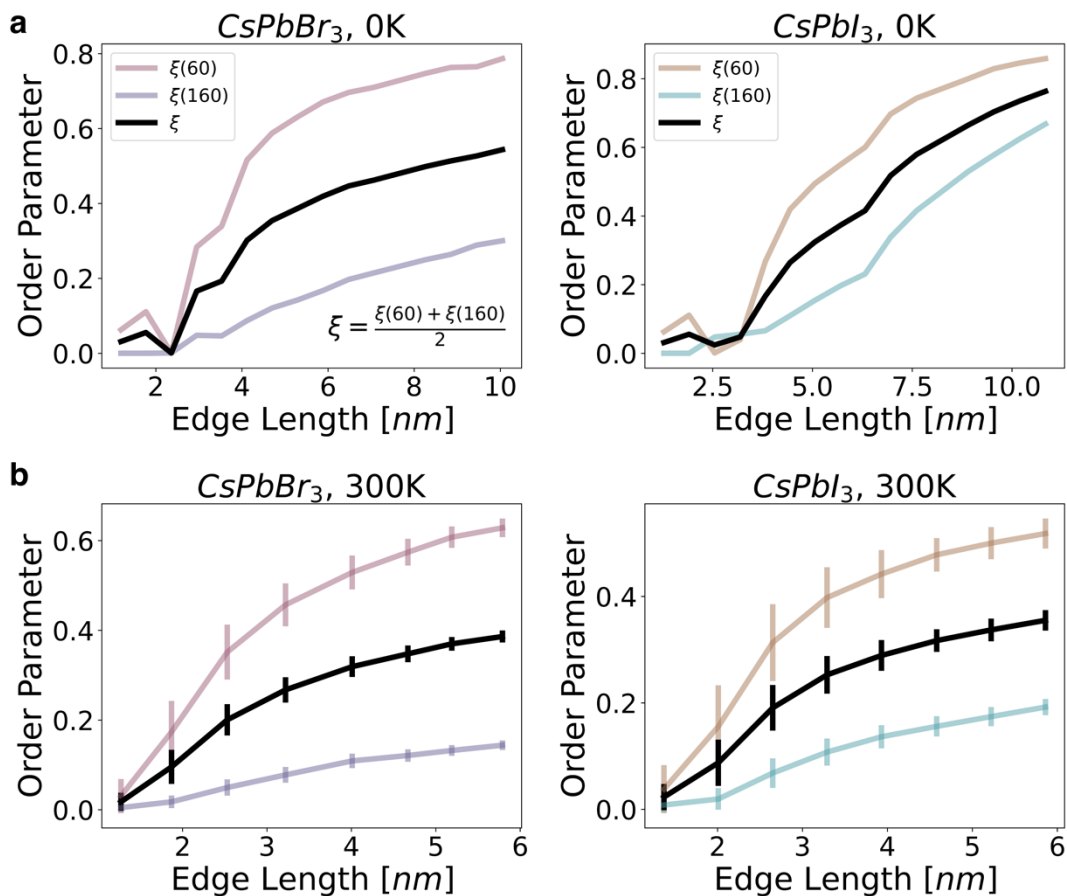 a
CsPbBr3, 0K
Order Parameter
0.8
0.6
0.4
0.2
0.0
ξ(60)
ξ(160)
ξ
ξ = (ξ(60) + ξ(160))/2
2 4 6 8 10
Edge Length [nm]
CsPbI3, 0K
Order Parameter
0.8
0.6
0.4
0.2
0.0
ξ(60)
ξ(160)
ξ
2.5 5.0 7.5 10.0
Edge Length [nm]
b
CsPbBr3, 300K
Order Parameter
0.6
0.4
0.2
0.0
2 3 4 5 6
Edge Length [nm]
CsPbI3, 300K
Order Parameter
0.4
0.2
0.0
2 3 4 5 6
Edge Length [nm]